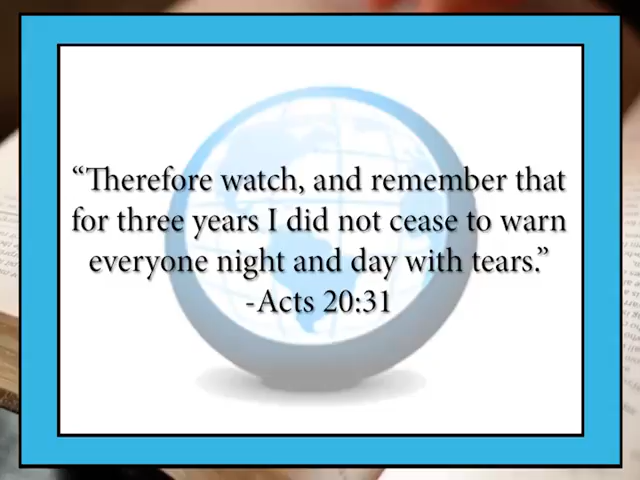 “Therefore watch, and remember that
for three years I did not cease to warn
everyone night and day with tears.”
-Acts 20:31